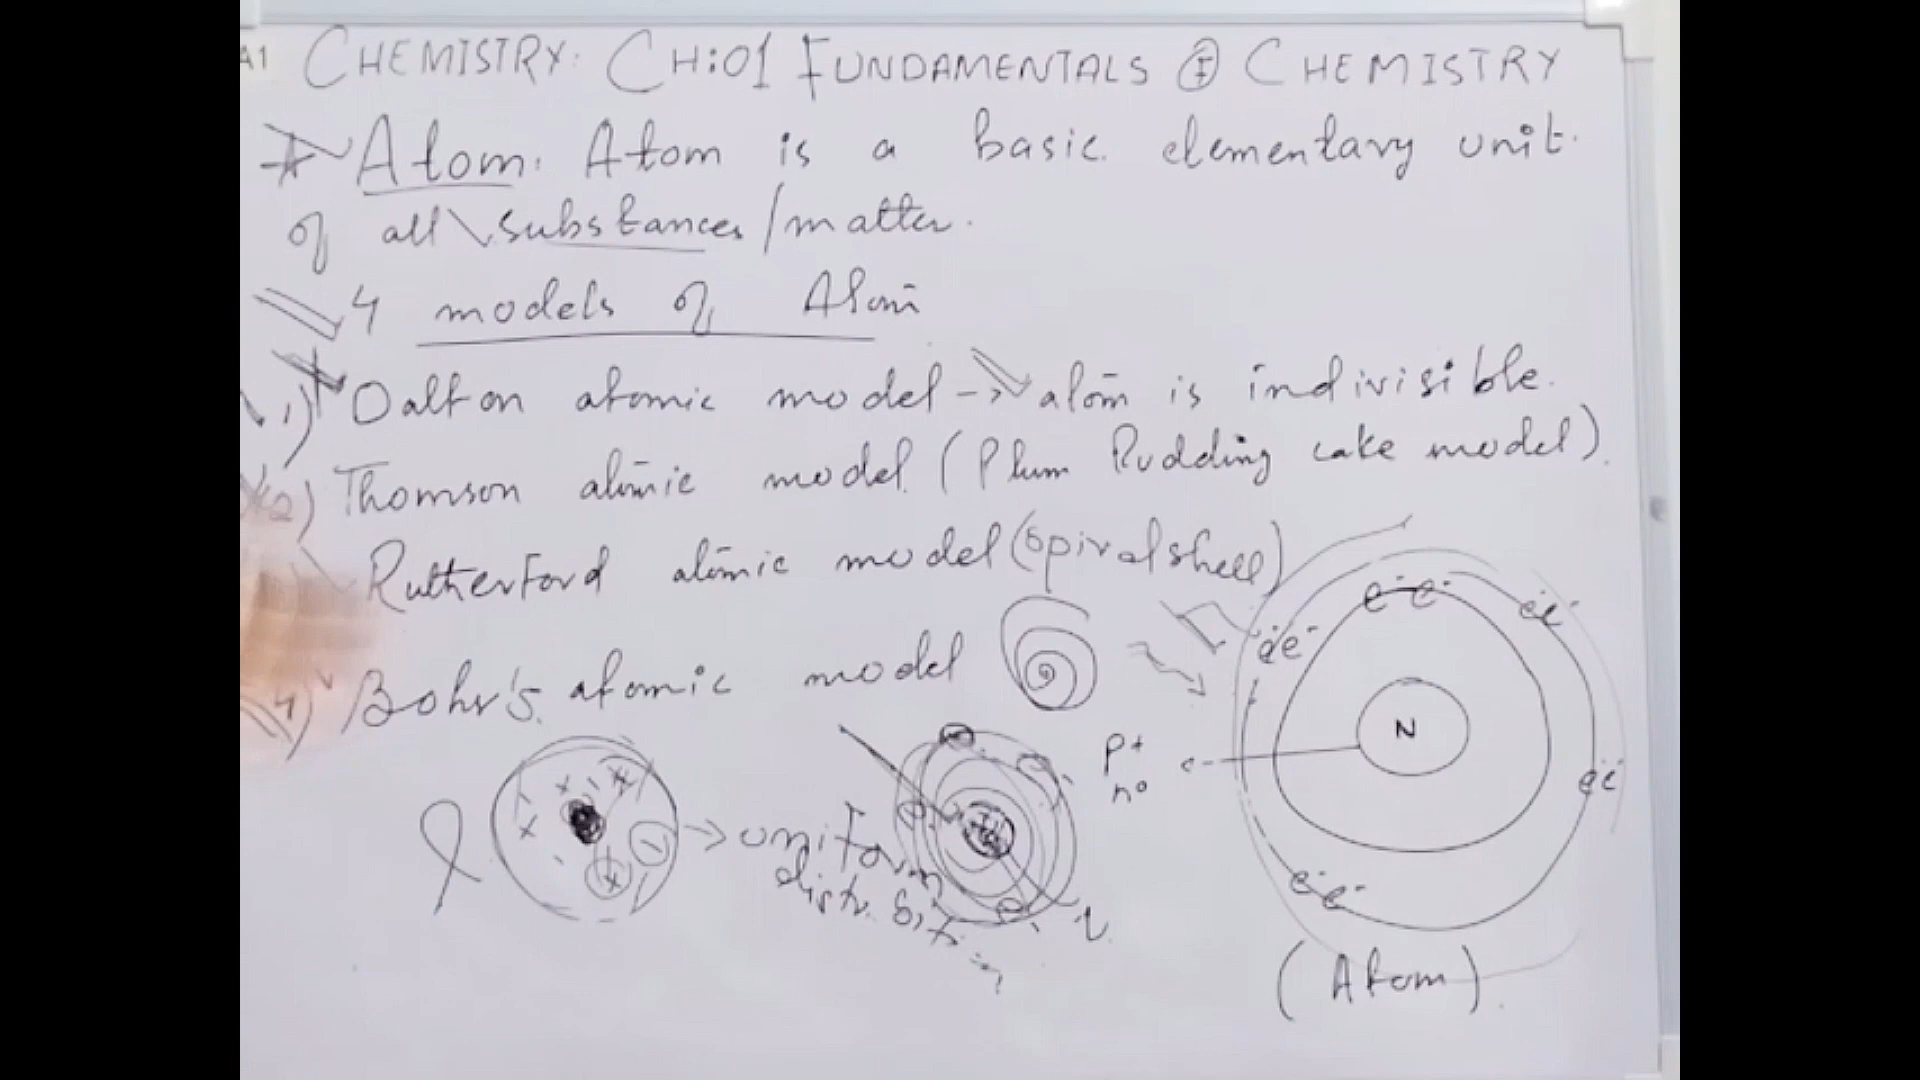 A1 CHEMISTRY: CH:01 FUNDAMENTALS OF CHEMISTRY
Atom: Atom is a basic elementary unit.
of all substances/matter.
4 models of Atom
1) Dalton atomic model -> atom is indivisible.
2) Thomson atomic model (Plum Pudding cake model).
Rutherford atomic model (spiral shell)
4) Bohr's atomic model
e- e-
e- e-
e- e-
N
P+
n°
e- e-
uniform
distribution
e- e-
(Atom)